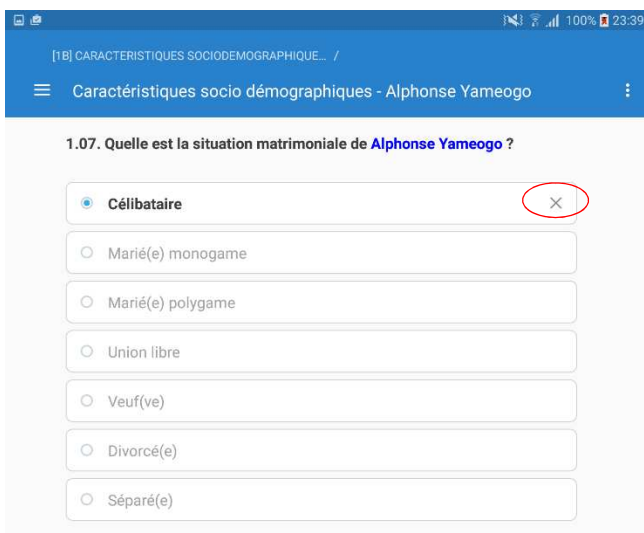 100% 23:39
[1B] CARACTERISTIQUES SOCIODEMOGRAPHIQUE... /
Caractéristiques socio démographiques - Alphonse Yameogo
1.07. Quelle est la situation matrimoniale de Alphonse Yameogo ?
Célibataire
Marié(e) monogame
Marié(e) polygame
Union libre
Veuf(ve)
Divorcé(e)
Séparé(e)